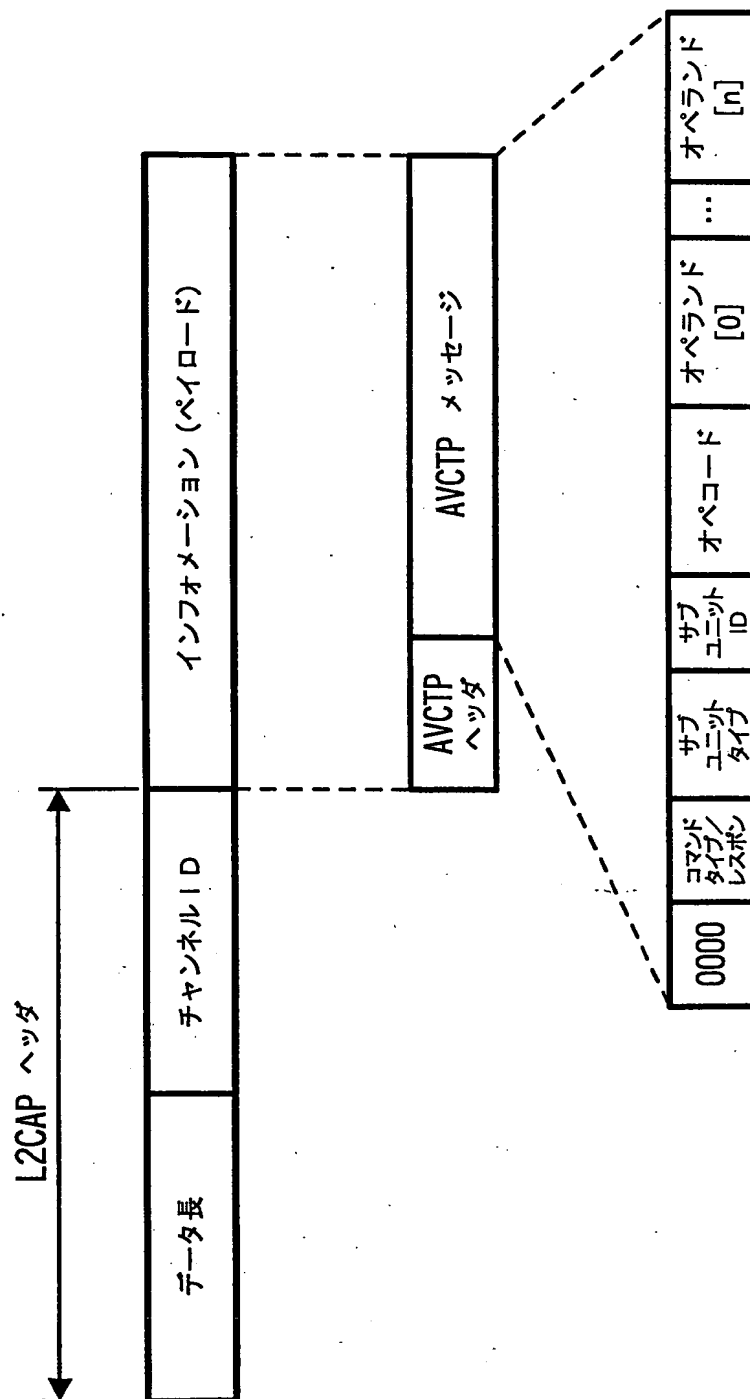 L2CAP ヘッダ
データ長
チャンネルID
インフォメーション(ペイロード)
AVCTP
ヘッダ
AVCTP メッセージ
0000
コマンド
タイプ/
レスポン
サブ
ユニット
タイプ
サブ
ユニット
ID
オペコード
オペランド
[0]
...
オペランド
[n]